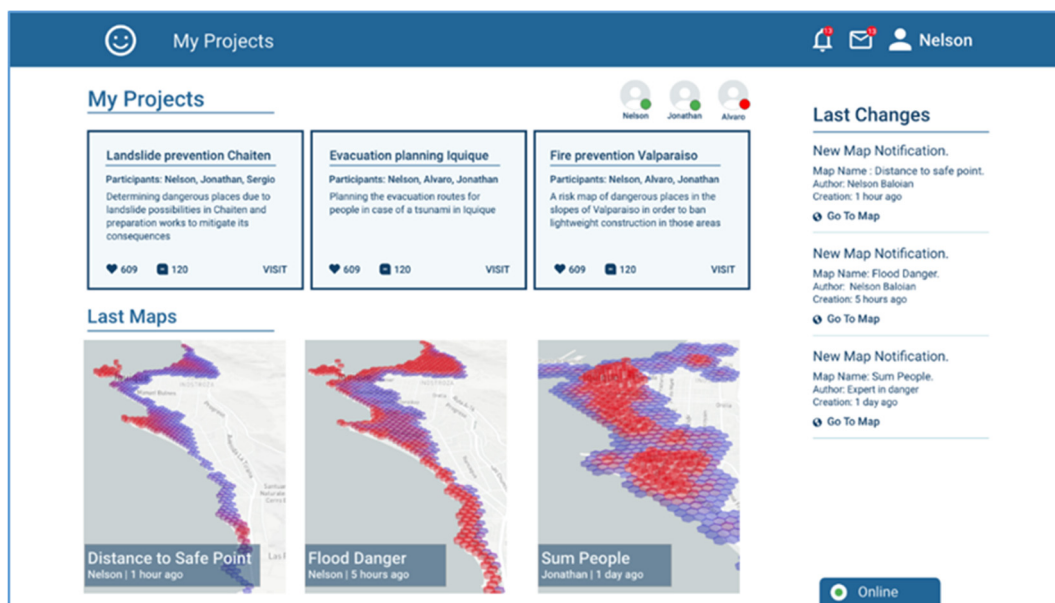 My Projects
13
13
Nelson
My Projects
Nelson
Jonathan
Alvaro
Landslide prevention Chaiten
Participants: Nelson, Jonathan, Sergio
Determining dangerous places due to
landslide possibilities in Chaiten and
preparation works to mitigate its
consequences
609
120
VISIT
Evacuation planning Iquique
Participants: Nelson, Alvaro, Jonathan
Planning the evacuation routes for
people in case of a tsunami in Iquique
609
120
VISIT
Fire prevention Valparaiso
Participants: Nelson, Alvaro, Jonathan
A risk map of dangerous places in the
slopes of Valparaiso in order to ban
lightweight construction in those areas
609
120
VISIT
Last Maps
Distance to Safe Point
Nelson | 1 hour ago
Flood Danger
Nelson | 5 hours ago
Sum People
Jonathan | 1 day ago
Last Changes
New Map Notification.
Map Name : Distance to safe point.
Author: Nelson Baloian
Creation: 1 hour ago
Go To Map
New Map Notification.
Map Name: Flood Danger.
Author: Nelson Baloian
Creation: 5 hours ago
Go To Map
New Map Notification.
Map Name: Sum People.
Author: Expert in danger
Creation: 1 day ago
Go To Map
Online